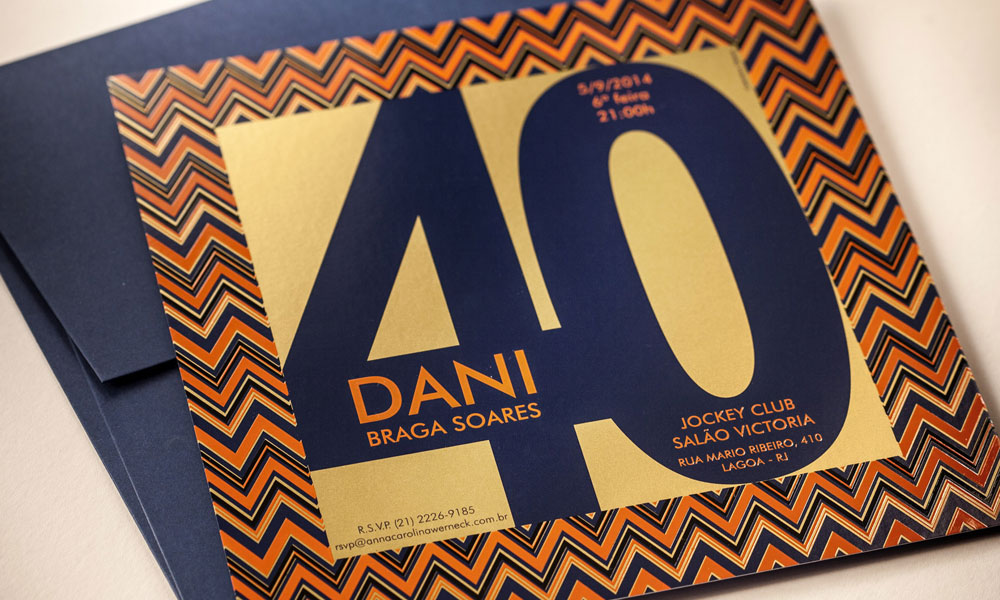 40
5/9/2014
6ª feira
21:00h
DANI
BRAGA SOARES
JOCKEY CLUB
SALÃO VICTORIA
RUA MARIO RIBEIRO, 410
LAGOA - RJ
R.S.V.P. (21) 2226-9185
rsvp@annacarolinawerneck.com.br